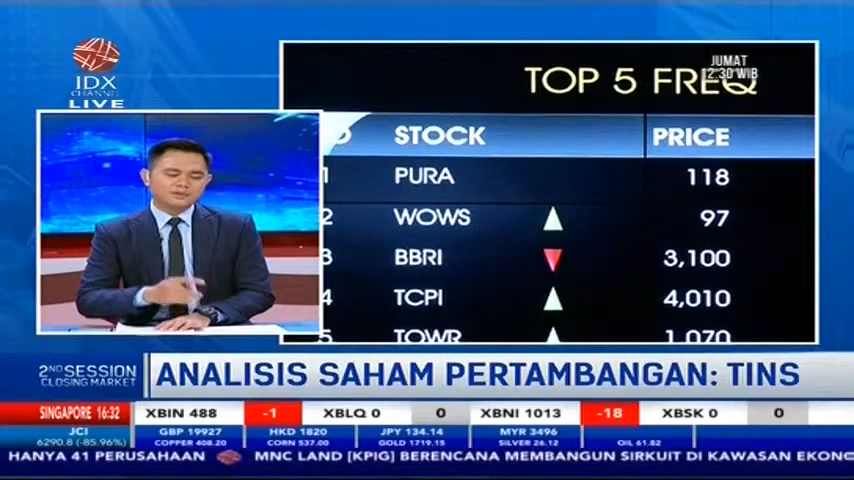 IDX
CHANNEL
LIVE
JUMAT
12:30 WIB
TOP 5 FREQ
STOCK PRICE
1 PURA 118
2 WOWS 97
3 BBRI 3,100
4 TCPI 4,010
5 TOWR 1,070
2ND SESSION
CLOSING MARKET
ANALISIS SAHAM PERTAMBANGAN: TINS
SINGAPORE 16:32 XBIN 488 -1 XBLQ 0 0 XBNI 1013 -18 XBSK 0 0
JCI GBP 19927 HKD 1820 JPY 134.14 MYR 3496
6290.8 (-85.96%) COPPER 408.20 CORN 537.00 GOLD 1719.15 SILVER 26.12 OIL 61.82
HANYA 41 PERUSAHAAN MNC LAND [KPIG] BERENCANA MEMBANGUN SIRKUIT DI KAWASAN EKON